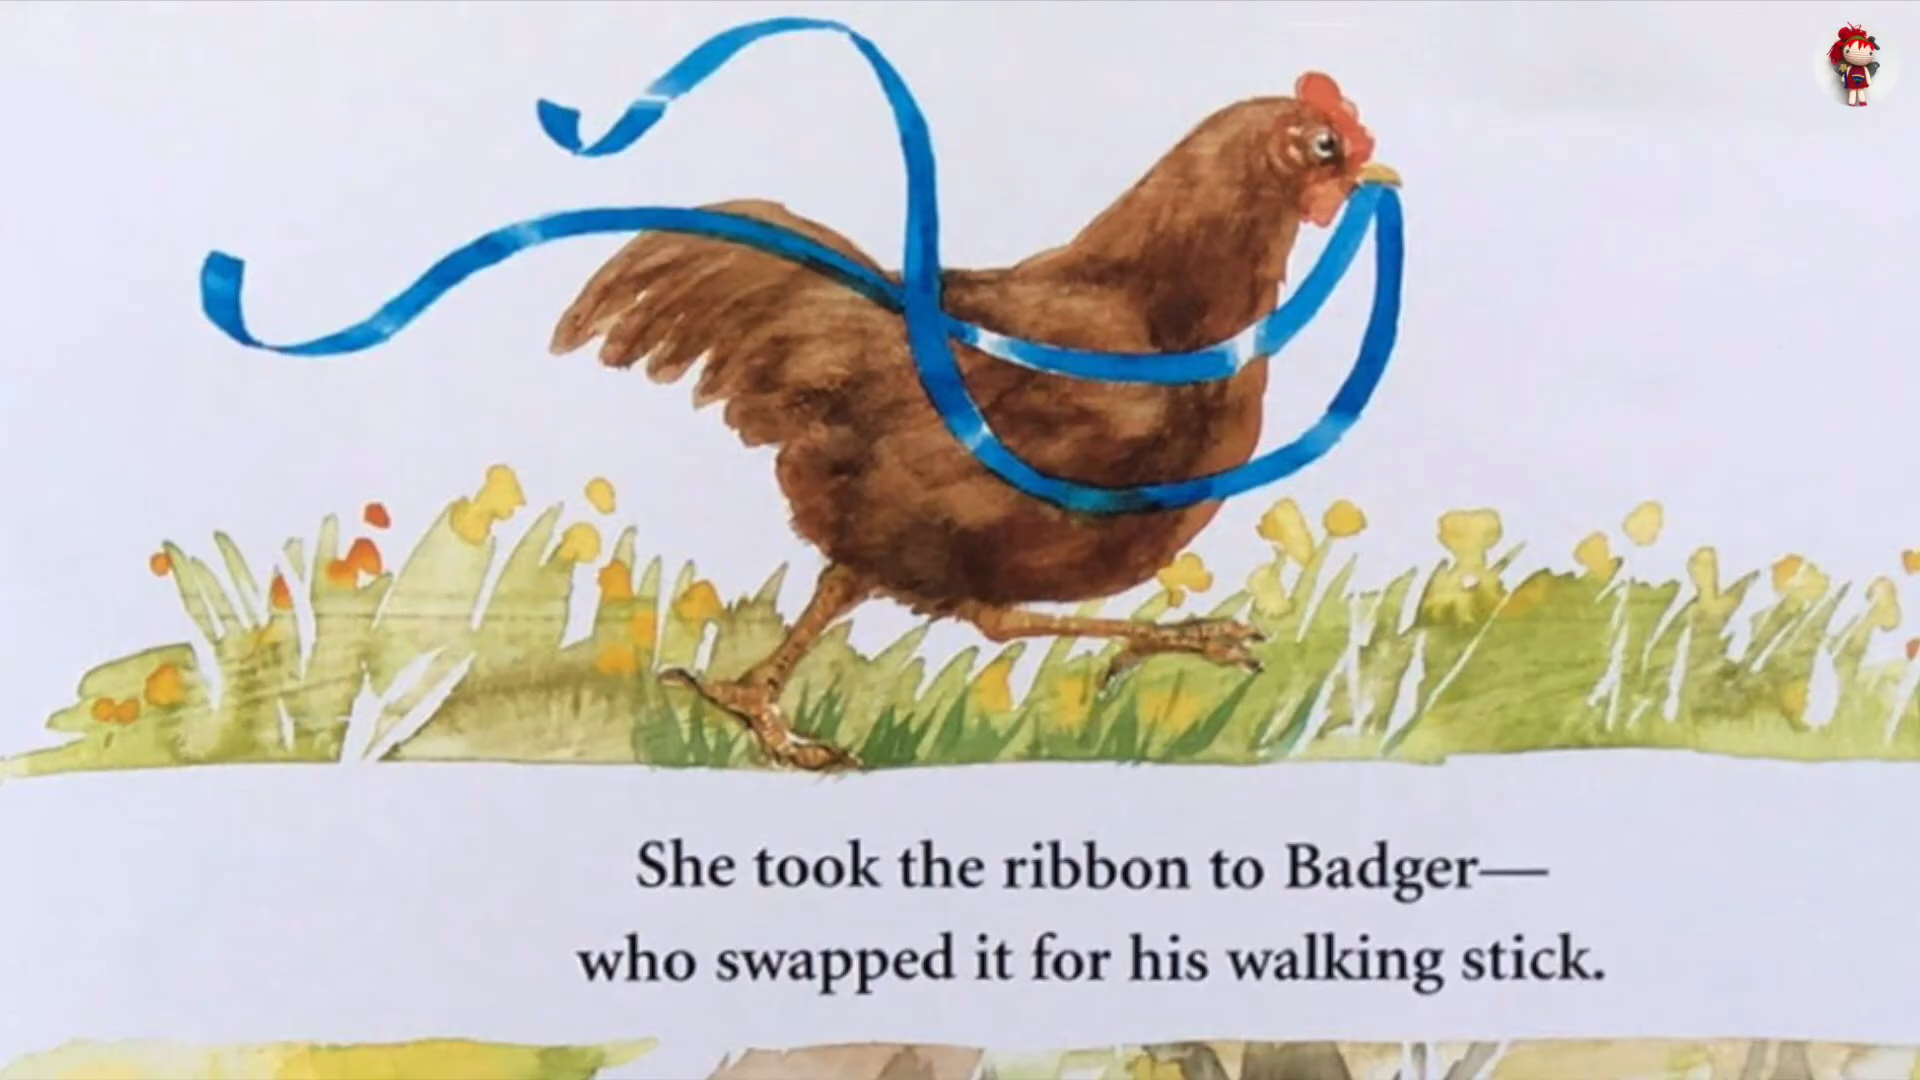 She took the ribbon to Badger—
who swapped it for his walking stick.